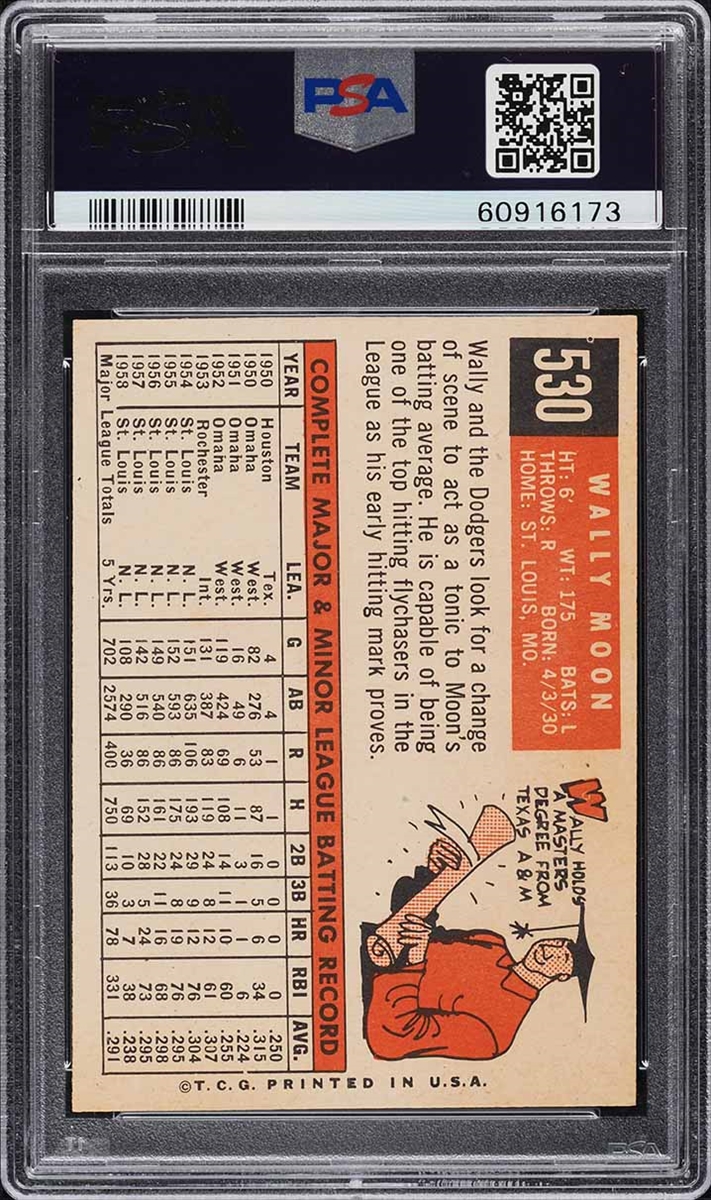 PSA
60916173
530
WALLY MOON
HT: 6' WT: 175 BATS: L
THROWS: R BORN: 4/3/30
HOME: ST. LOUIS, MO.
Wally and the Dodgers look for a change
of scene to act as a tonic to Moon's
batting average. He is capable of being
one of the top hitting flychasers in the
League as his early hitting mark proves.
WALLY HOLDS
A MASTERS
DEGREE FROM
TEXAS A & M
COMPLETE MAJOR & MINOR LEAGUE BATTING RECORD
YEAR TEAM LEA. G AB R H 2B 3B HR RBI AVG.
1950 Houston Tex. 4 4 1 1 0 0 0 0 .250
1950 Omaha West. 82 276 53 87 16 5 6 34 .315
1951 Omaha West. 16 49 6 11 3 1 1 6 .224
1952 Omaha West. 119 424 69 108 14 11 10 60 .255
1953 Rochester Int. 131 387 83 119 24 8 12 61 .307
1954 St. Louis N. L. 151 635 106 193 29 9 12 76 .304
1955 St. Louis N. L. 152 593 86 175 24 8 19 76 .295
1956 St. Louis N. L. 149 540 86 161 22 11 16 68 .298
1957 St. Louis N. L. 142 516 86 152 28 5 24 73 .295
1958 St. Louis N. L. 108 290 36 69 10 3 7 38 .238
Major League Totals 5 Yrs. 702 2574 400 750 113 36 78 331 .291
©T.C.G. PRINTED IN U.S.A.
PSA